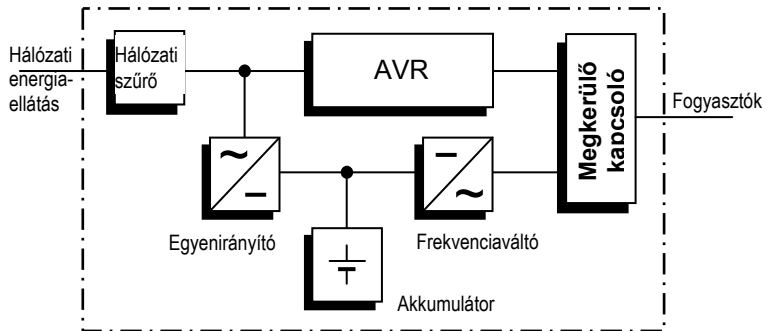 Hálózati
energia-
ellátás
Hálózati
szűrő
AVR
Megkerülő
kapcsoló
Fogyasztók
Egyenirányító
Frekvenciaváltó
Akkumulátor